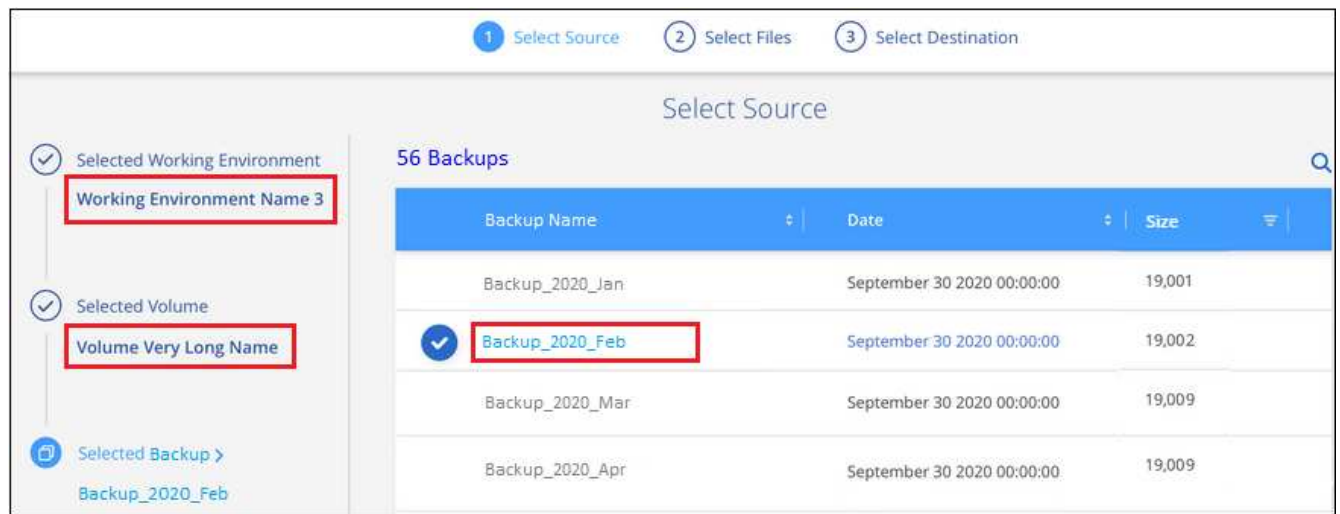 1 Select Source 2 Select Files 3 Select Destination
Select Source
Selected Working Environment
Working Environment Name 3
Selected Volume
Volume Very Long Name
Selected Backup >
Backup_2020_Feb
56 Backups
Backup Name Date Size
Backup_2020_Jan September 30 2020 00:00:00 19,001
Backup_2020_Feb September 30 2020 00:00:00 19,002
Backup_2020_Mar September 30 2020 00:00:00 19,009
Backup_2020_Apr September 30 2020 00:00:00 19,009